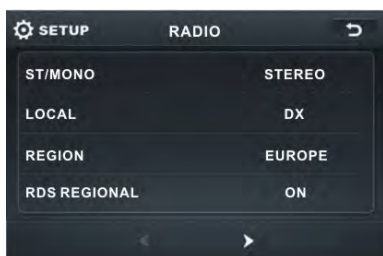 SETUP RADIO
ST/MONO STEREO
LOCAL DX
REGION EUROPE
RDS REGIONAL ON